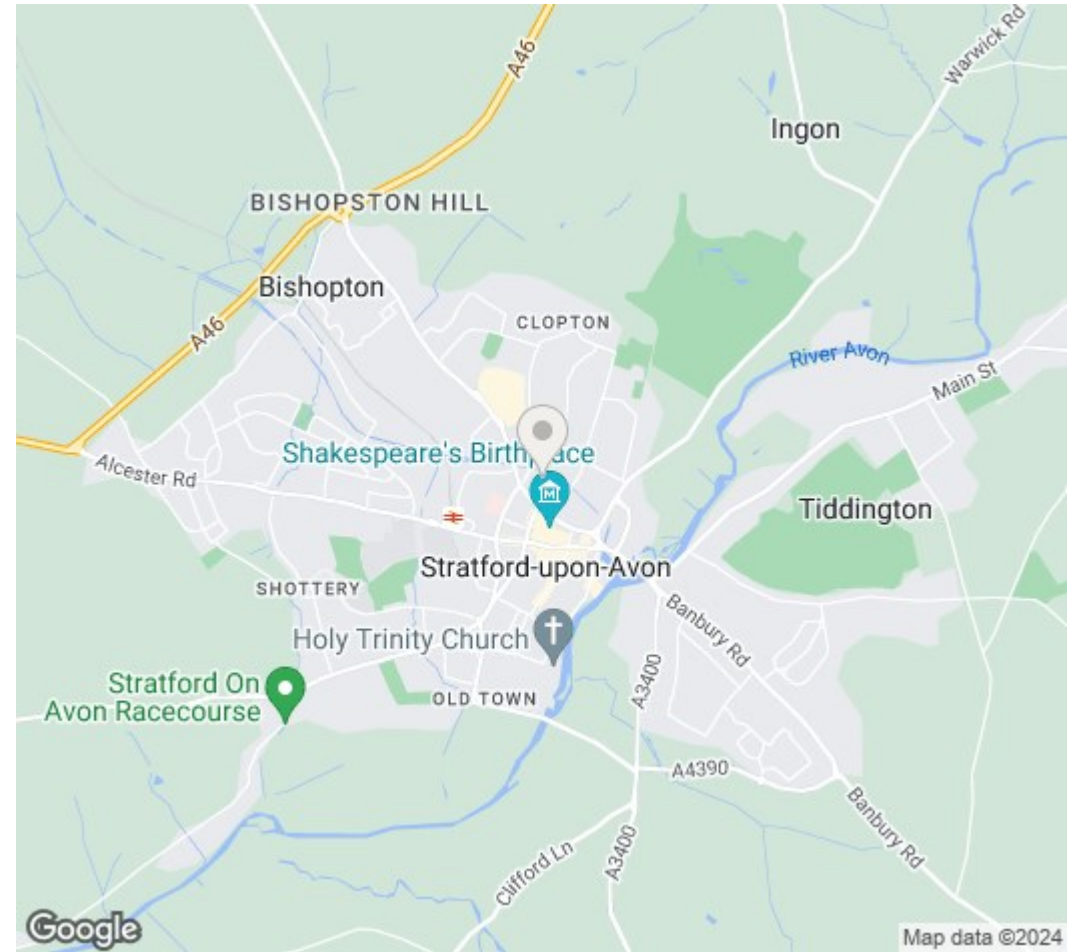 A46
Warwick Rd
Ingon
BISHOPSTON HILL
Bishopton
CLOPTON
A46
River Avon
Main St
Shakespeare's Birthplace
Alcester Rd
Tiddington
Stratford-upon-Avon
SHOTTERY
Banbury Rd
Holy Trinity Church
A3400
Stratford On
Avon Racecourse
OLD TOWN
A4390
Banbury Rd
A3400
Clifford Ln
Google
Map data ©2024